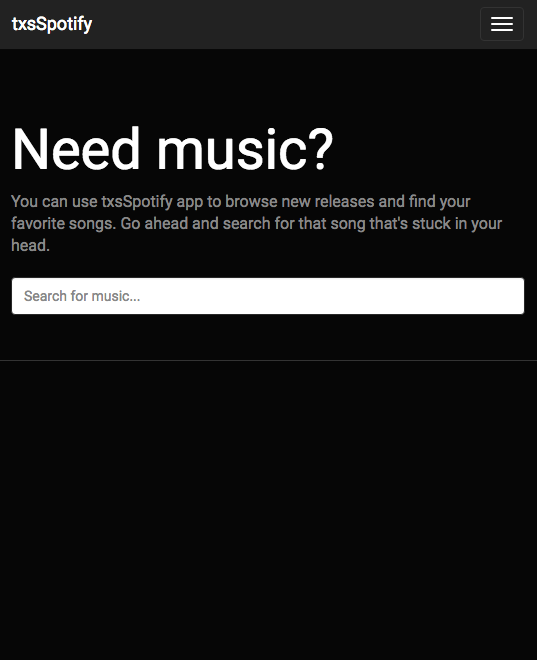 txsSpotify
Need music?
You can use txsSpotify app to browse new releases and find your
favorite songs. Go ahead and search for that song that's stuck in your
head.
Search for music...